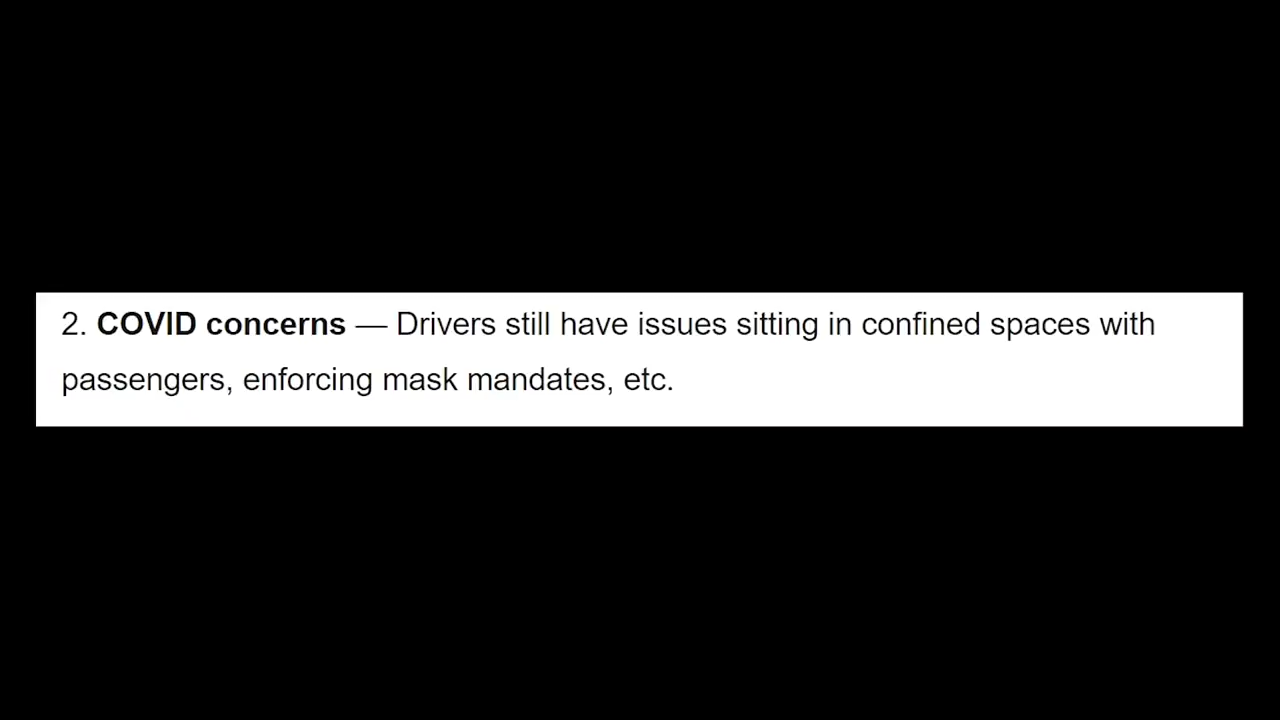 2. COVID concerns — Drivers still have issues sitting in confined spaces with
passengers, enforcing mask mandates, etc.